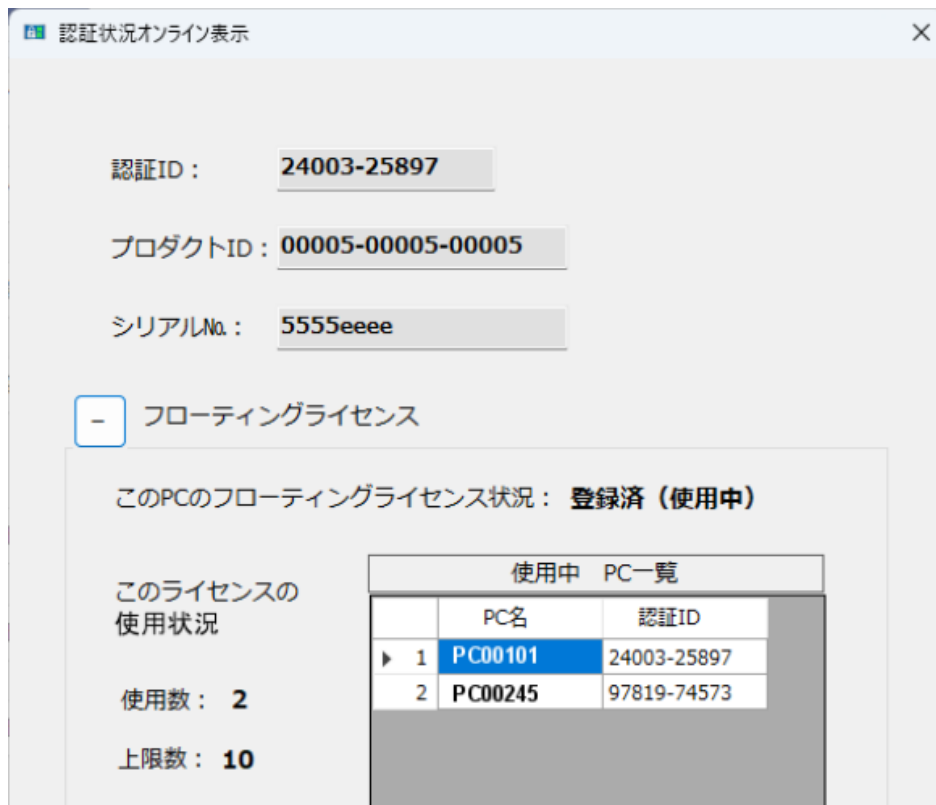 認証状況オンライン表示
認証ID：
24003-25897
プロダクトID：
00005-00005-00005
シリアル№：
5555eeee
− フローティングライセンス
このPCのフローティングライセンス状況：
登録済（使用中）
このライセンスの
使用状況
使用数： 2
上限数： 10
使用中　PC一覧
PC名 認証ID
1 PC00101 24003-25897
2 PC00245 97819-74573